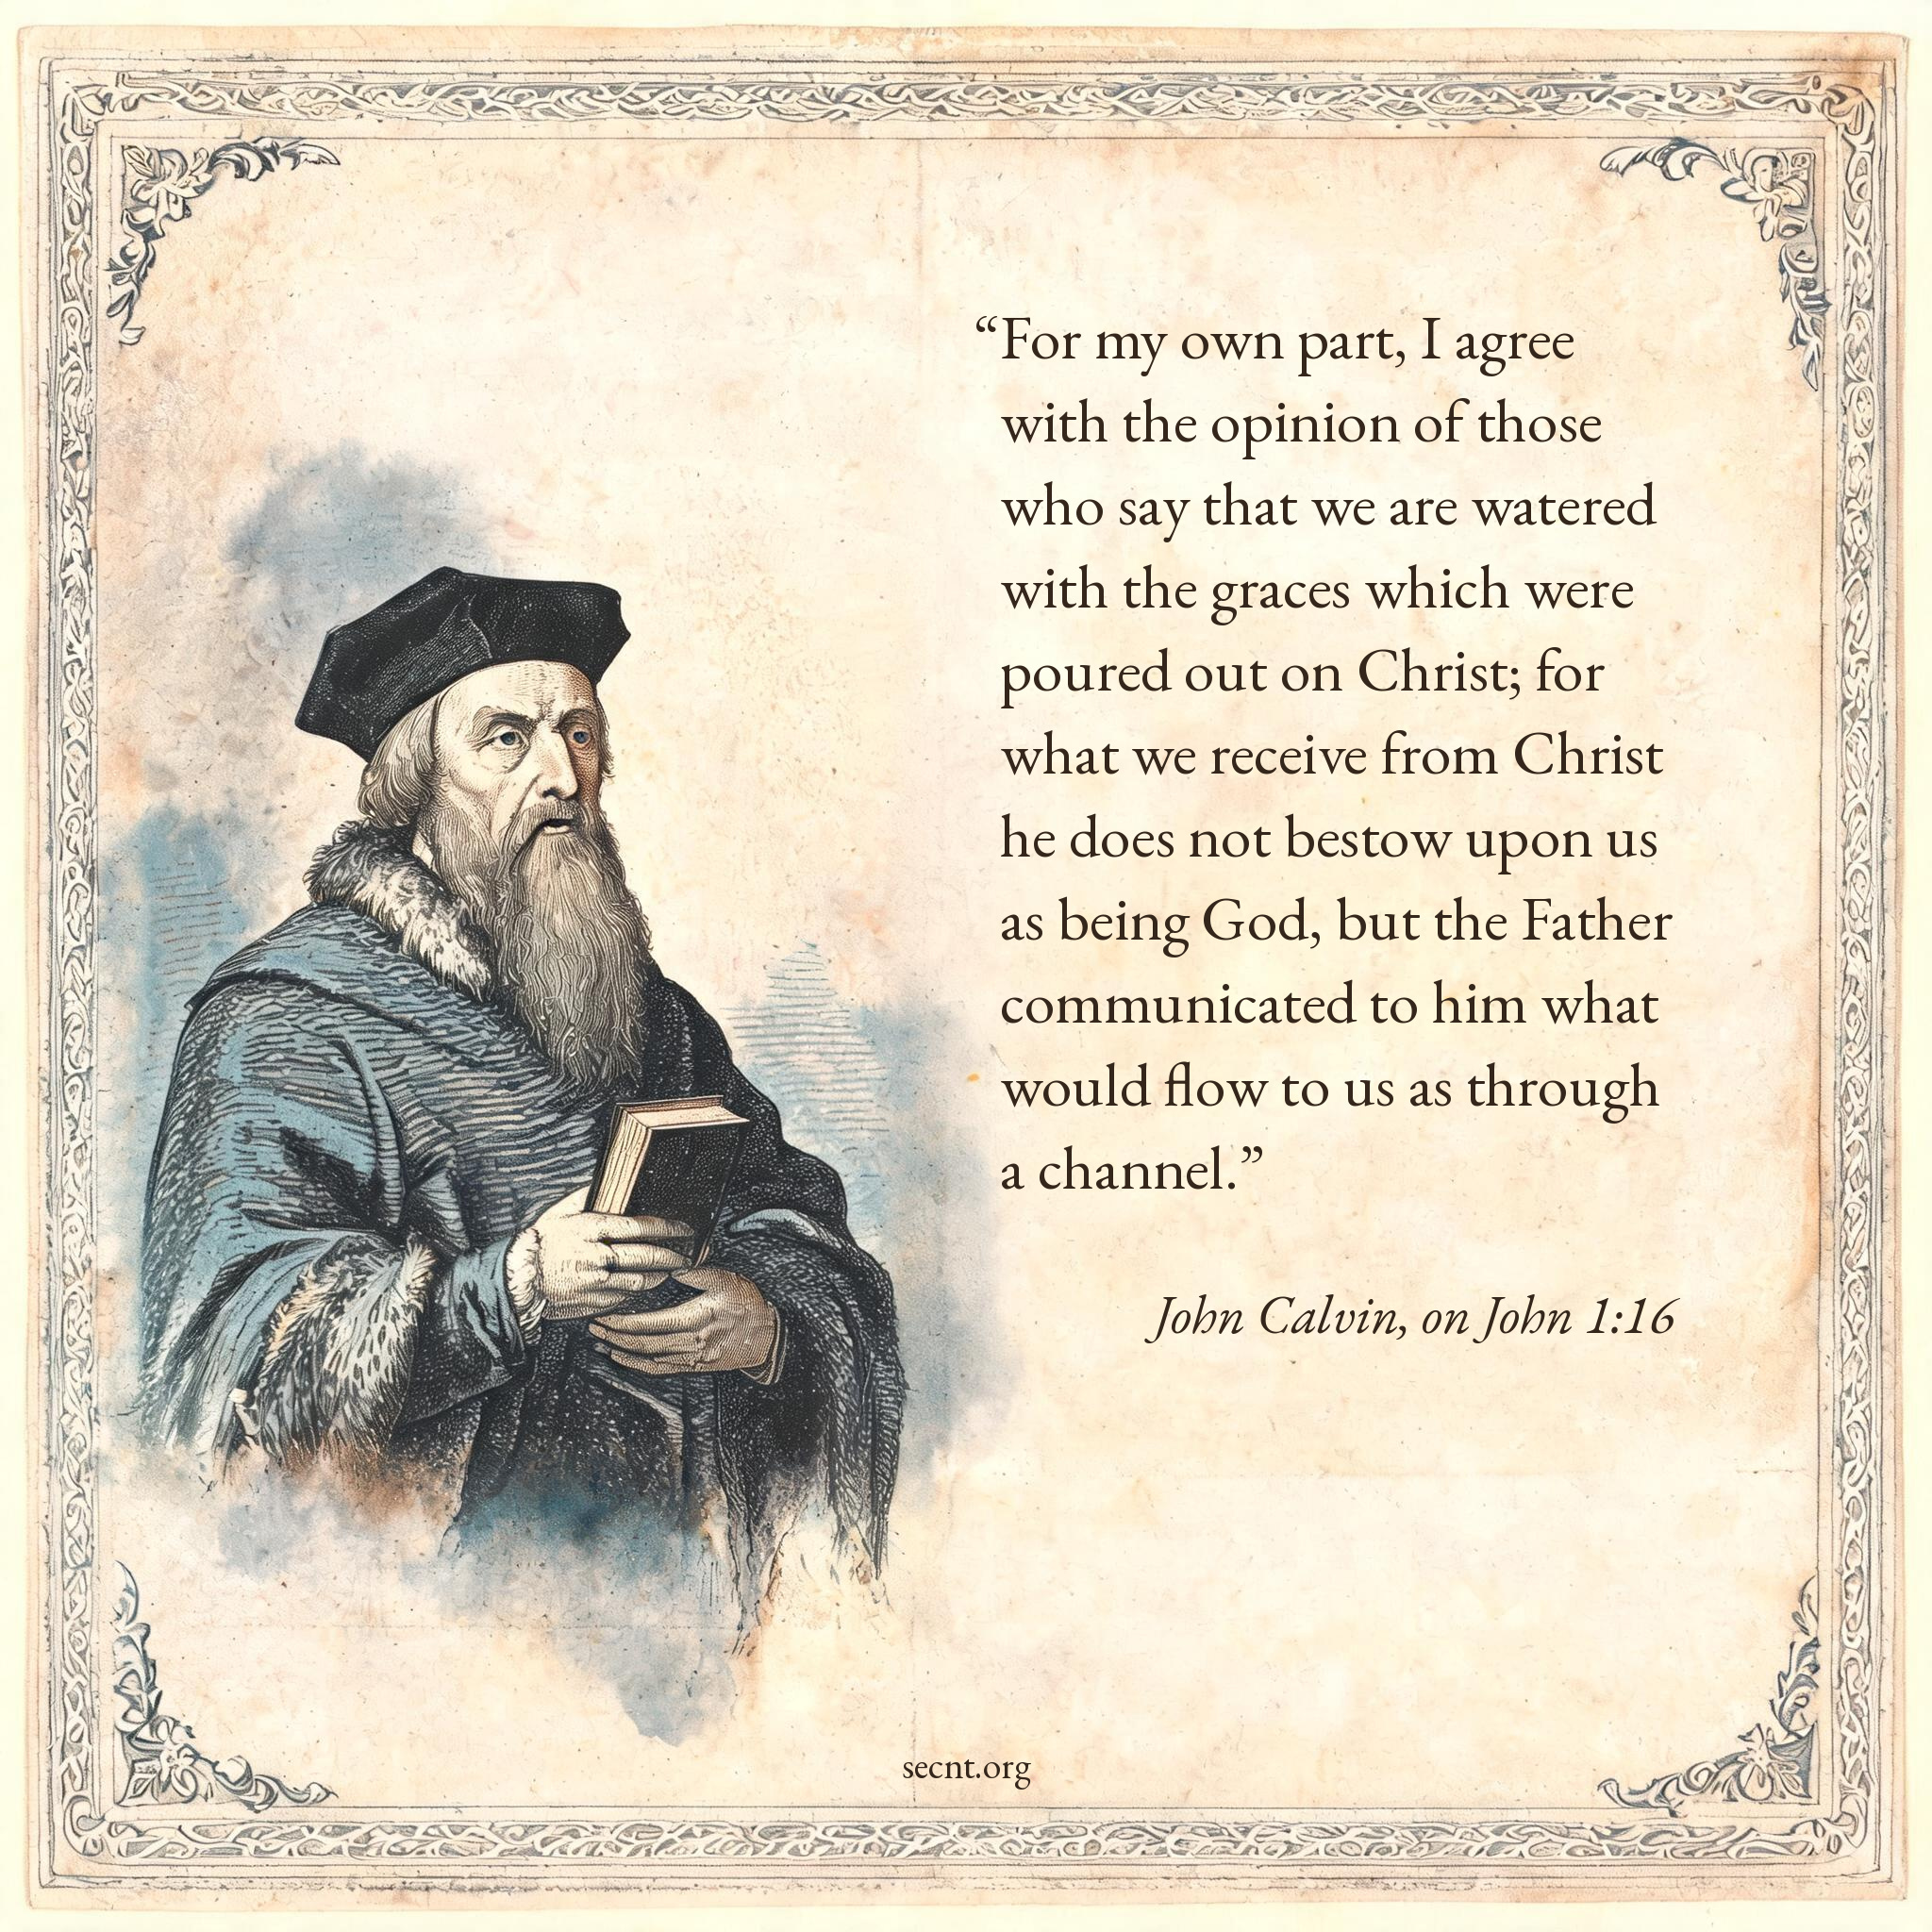 “For my own part, I agree
with the opinion of those
who say that we are watered
with the graces which were
poured out on Christ; for
what we receive from Christ
he does not bestow upon us
as being God, but the Father
communicated to him what
would flow to us as through
a channel.”
John Calvin, on John 1:16
secnt.org